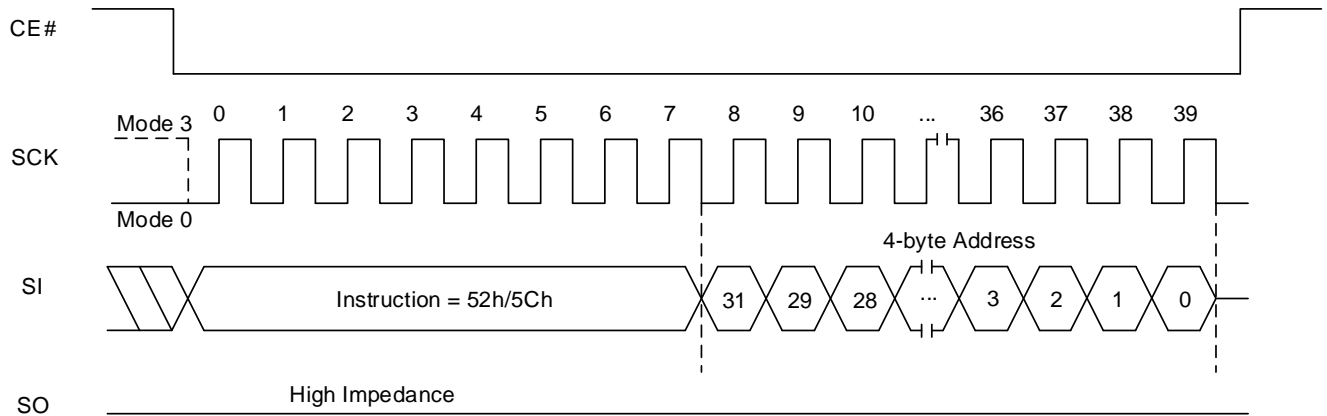 CE#
0 1 2 3 4 5 6 7 8 9 10 ... 36 37 38 39
Mode 3
SCK
Mode 0
4-byte Address
SI
Instruction = 52h/5Ch 31 29 28 ... 3 2 1 0
High Impedance
SO